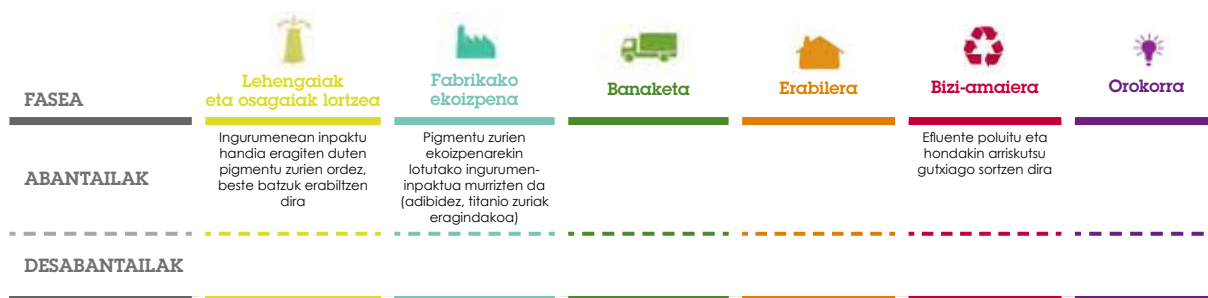 FASEA
Lehengaiak
eta osagaiak lortzea
Fabrikako
ekoizpena
Banaketa
Erabilera
Bizi-amaiera
Orokorra
ABANTAILAK
Ingurumenean inpaktu
handia eragiten duten
pigmentu zurien ordez,
beste batzuk erabiltzen
dira
Pigmentu zurien
ekoizpenarekin
lotutako ingurumen-
inpaktua murrizten da
(adibidez, titanio zuriak
eragindakoa)
Efluente poluitu eta
hondakin arriskutsu
gutxiago sortzen dira
DESABANTAILAK